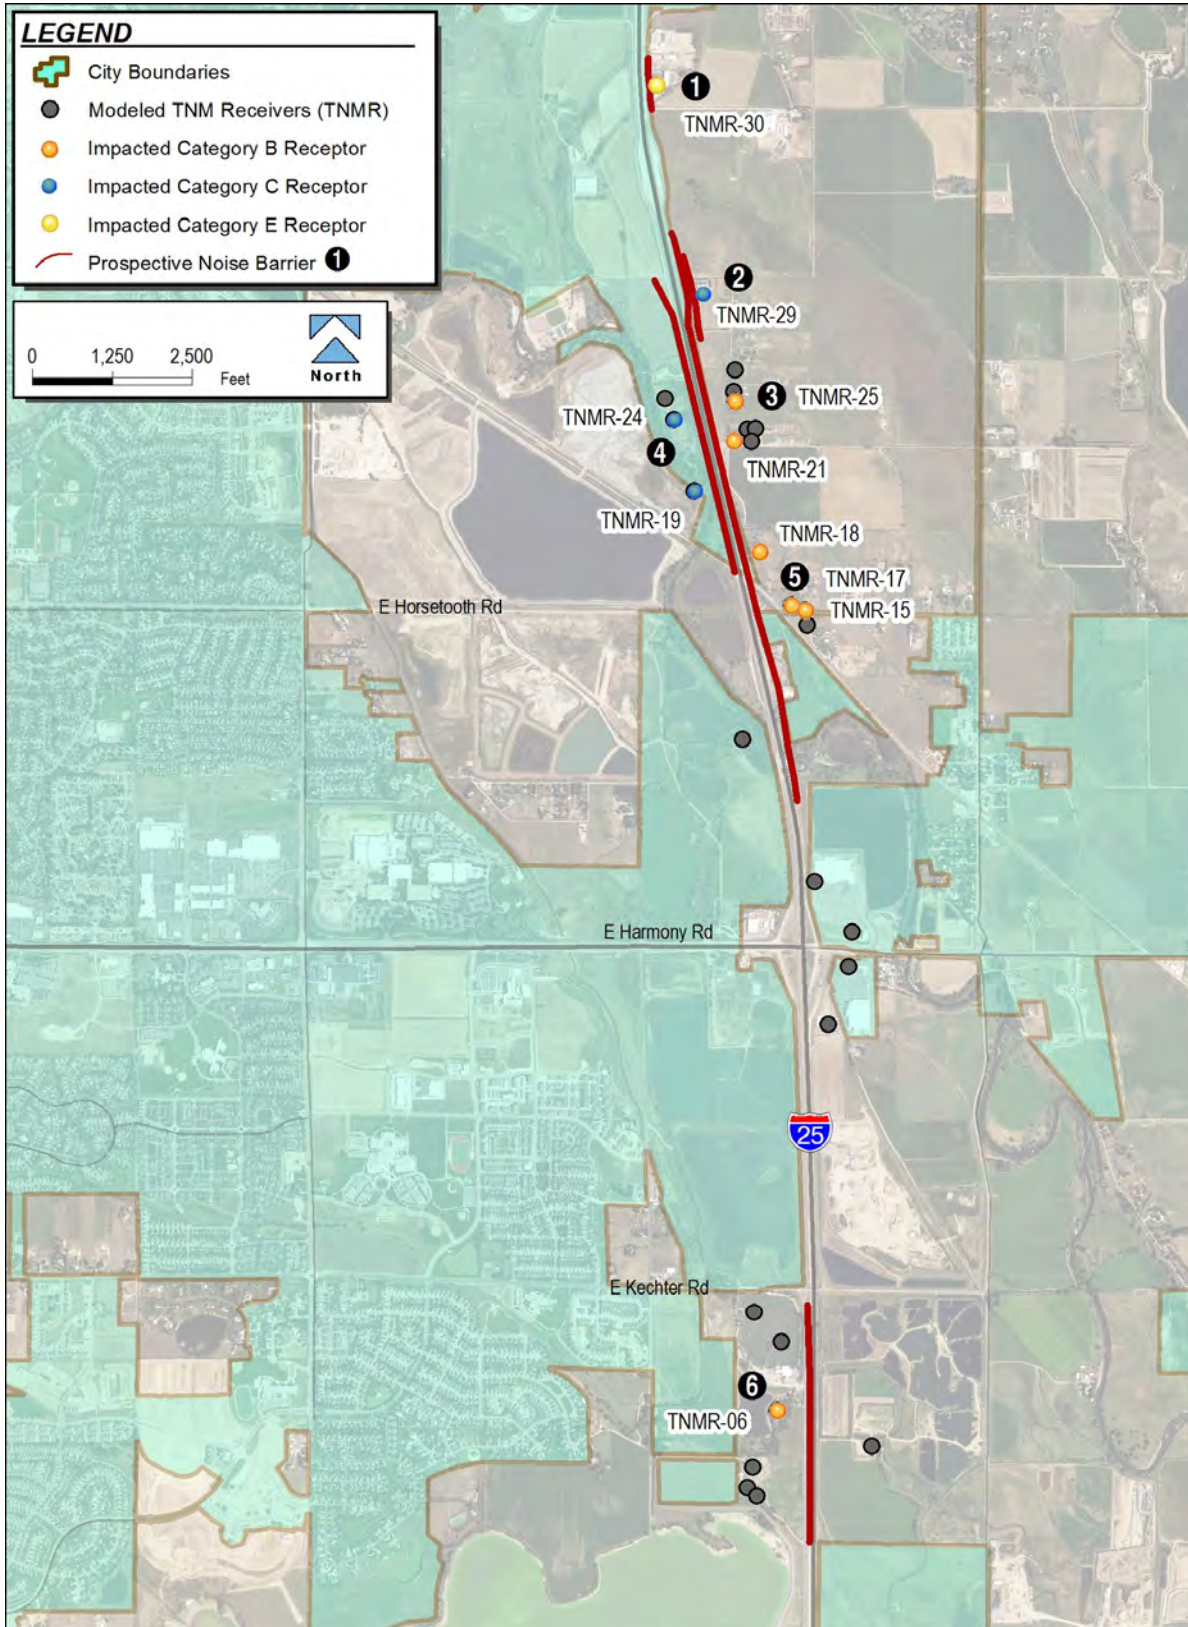 LEGEND
City Boundaries
Modeled TNM Receivers (TNMR)
Impacted Category B Receptor
Impacted Category C Receptor
Impacted Category E Receptor
Prospective Noise Barrier 1
0 1,250 2,500
Feet
North
1
TNMR-30
2
TNMR-29
3 TNMR-25
TNMR-24
4
TNMR-21
TNMR-19
TNMR-18
5 TNMR-17
TNMR-15
E Horsetooth Rd
E Harmony Rd
25
E Kechter Rd
6
TNMR-06